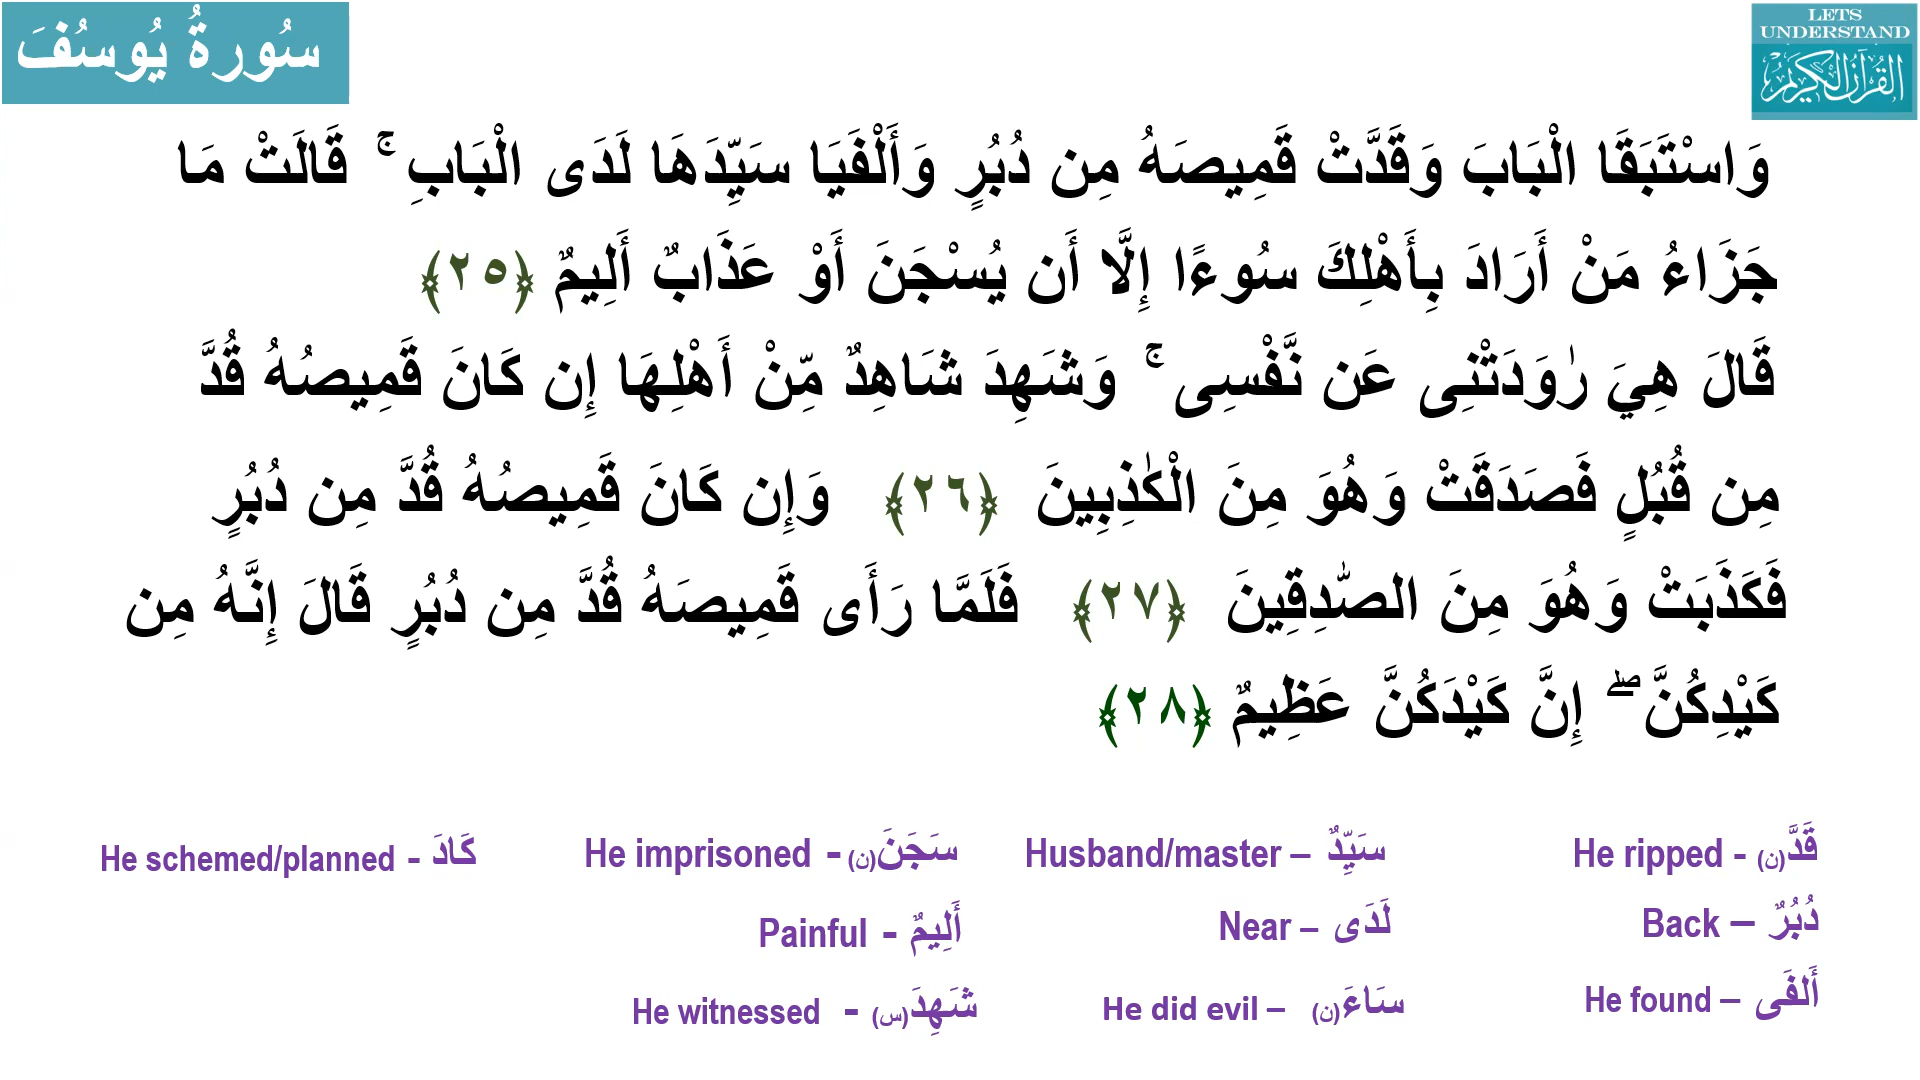 سُورةُ يُوسُفَ
LETS
UNDERSTAND
القرآن الكريم
وَاسْتَبَقَا الْبَابَ وَقَدَّتْ قَمِيصَهُ مِن دُبُرٍ وَأَلْفَيَا سَيِّدَهَا لَدَى الْبَابِ ۚ قَالَتْ مَا
جَزَاءُ مَنْ أَرَادَ بِأَهْلِكَ سُوءًا إِلَّا أَن يُسْجَنَ أَوْ عَذَابٌ أَلِيمٌ ﴿٢٥﴾
قَالَ هِيَ رٰوَدَتْنِى عَن نَّفْسِى ۚ وَشَهِدَ شَاهِدٌ مِّنْ أَهْلِهَا إِن كَانَ قَمِيصُهُ قُدَّ
مِن قُبُلٍ فَصَدَقَتْ وَهُوَ مِنَ الْكٰذِبِينَ ﴿٢٦﴾ وَإِن كَانَ قَمِيصُهُ قُدَّ مِن دُبُرٍ
فَكَذَبَتْ وَهُوَ مِنَ الصّٰدِقِينَ ﴿٢٧﴾ فَلَمَّا رَأَى قَمِيصَهُ قُدَّ مِن دُبُرٍ قَالَ إِنَّهُ مِن
كَيْدِكُنَّ ۖ إِنَّ كَيْدَكُنَّ عَظِيمٌ ﴿٢٨﴾
قَدَّ(ن) - He ripped
سَيِّدٌ – Husband/master
سَجَنَ(ن) - He imprisoned
كَادَ - He schemed/planned
دُبُرٌ – Back
لَدَى – Near
أَلِيمٌ - Painful
أَلفَى – He found
سَاءَ(ن) – He did evil
شَهِدَ(س) - He witnessed